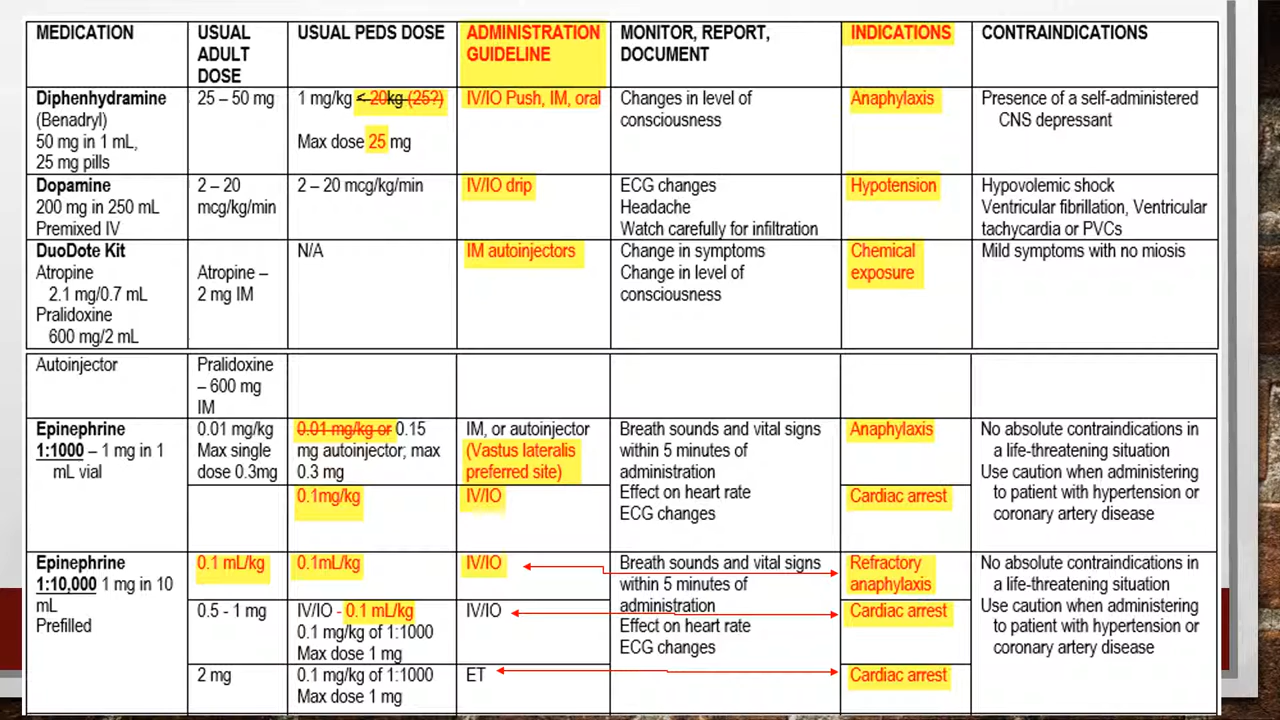 MEDICATION
USUAL ADULT DOSE
USUAL PEDS DOSE
ADMINISTRATION GUIDELINE
MONITOR, REPORT, DOCUMENT
INDICATIONS
CONTRAINDICATIONS
Diphenhydramine
(Benadryl)
50 mg in 1 mL,
25 mg pills
25 – 50 mg
1 mg/kg < 20kg (25?)
Max dose 25 mg
IV/IO Push, IM, oral
Changes in level of
consciousness
Anaphylaxis
Presence of a self-administered
CNS depressant
Dopamine
200 mg in 250 mL
Premixed IV
2 – 20
mcg/kg/min
2 – 20 mcg/kg/min
IV/IO drip
ECG changes
Headache
Watch carefully for infiltration
Hypotension
Hypovolemic shock
Ventricular fibrillation, Ventricular
tachycardia or PVCs
DuoDote Kit
Atropine
2.1 mg/0.7 mL
Pralidoxine
600 mg/2 mL
Atropine –
2 mg IM
N/A
IM autoinjectors
Change in symptoms
Change in level of
consciousness
Chemical
exposure
Mild symptoms with no miosis
Autoinjector
Pralidoxine
– 600 mg
IM
Epinephrine
1:1000 – 1 mg in 1
mL vial
0.01 mg/kg
Max single
dose 0.3mg
0.01 mg/kg or 0.15
mg autoinjector; max
0.3 mg
IM, or autoinjector
(Vastus lateralis
preferred site)
Breath sounds and vital signs
within 5 minutes of
administration
Effect on heart rate
ECG changes
Anaphylaxis
No absolute contraindications in
a life-threatening situation
Use caution when administering
to patient with hypertension or
coronary artery disease
0.1mg/kg
IV/IO
Cardiac arrest
Epinephrine
1:10,000 1 mg in 10
mL
Prefilled
0.1 mL/kg
0.1mL/kg
IV/IO
Breath sounds and vital signs
within 5 minutes of
administration
Effect on heart rate
ECG changes
Refractory
anaphylaxis
No absolute contraindications in
a life-threatening situation
Use caution when administering
to patient with hypertension or
coronary artery disease
0.5 - 1 mg
IV/IO - 0.1 mL/kg
0.1 mg/kg of 1:1000
Max dose 1 mg
IV/IO
Cardiac arrest
2 mg
0.1 mg/kg of 1:1000
Max dose 1 mg
ET
Cardiac arrest